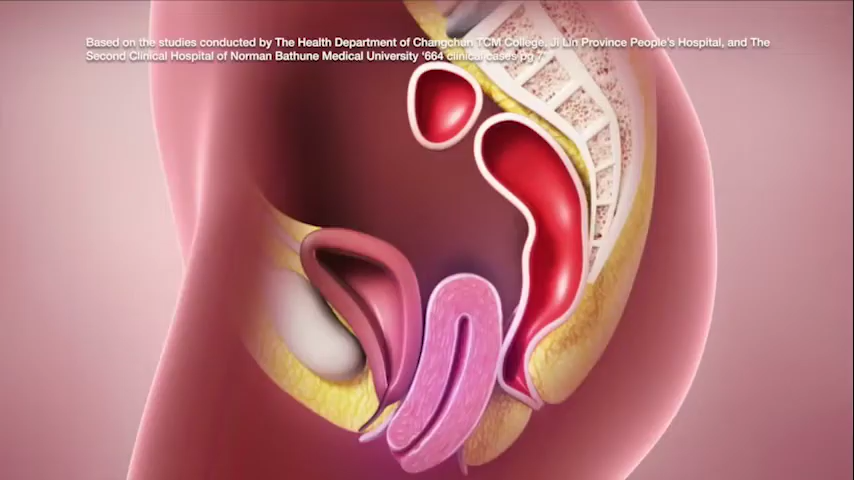 Based on the studies conducted by The Health Department of Changchun TCM College, Ji Lin Province People's Hospital, and The
Second Clinical Hospital of Norman Bathune Medical University '664 clinical cases pg 7'